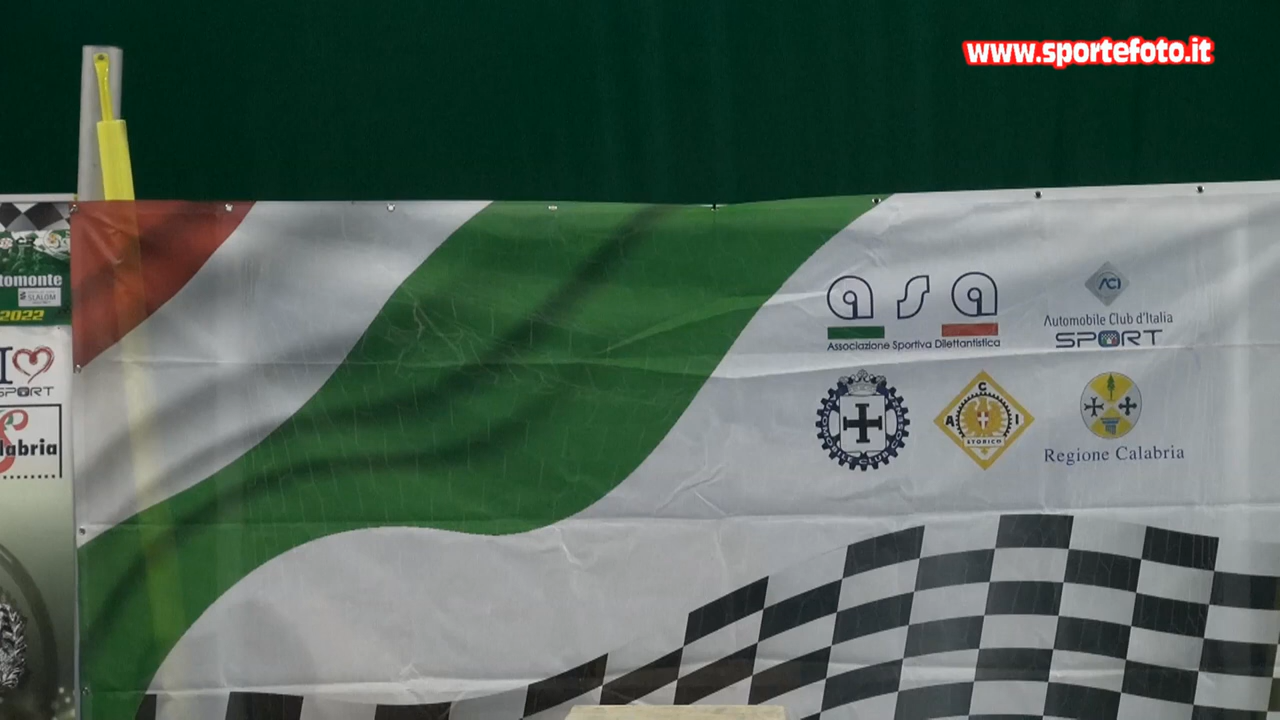 www.sportefoto.it
tomonte
SLALOM
2022
I
SPORT
labria
asa
Associazione Sportiva Dilettantistica
ACI
Automobile Club d'Italia
SPORT
A C I
STORICO
Regione Calabria